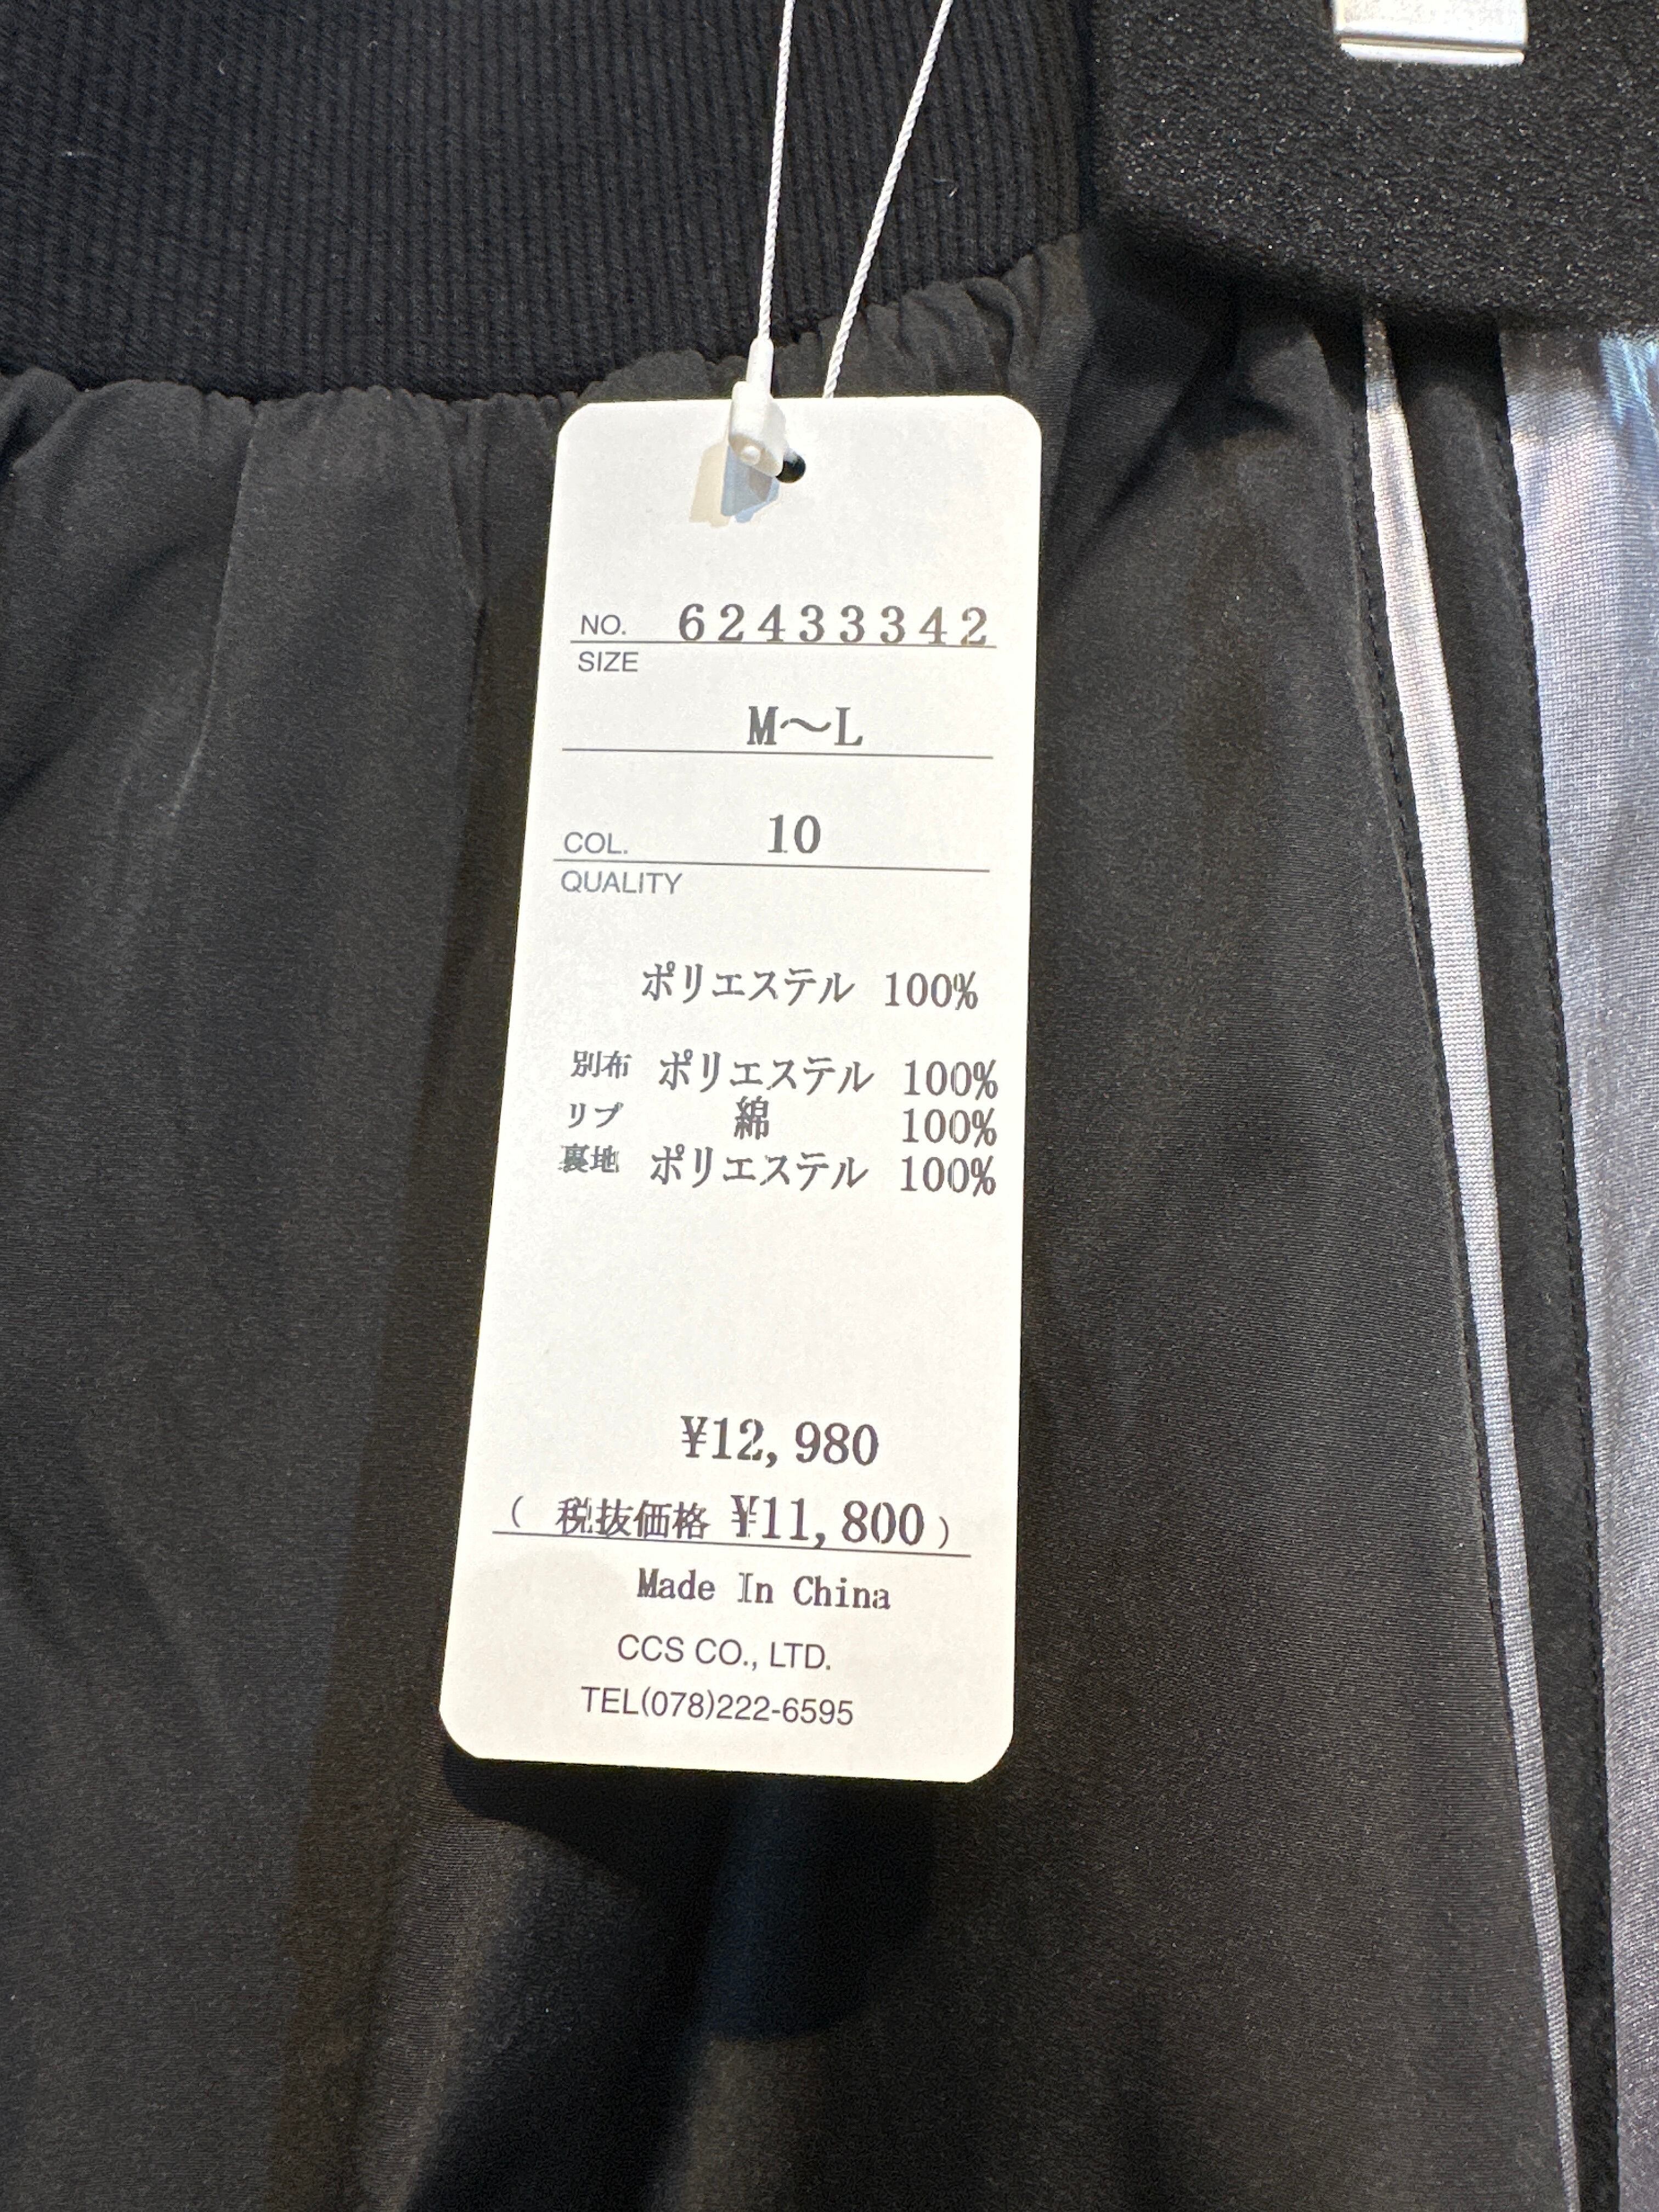 NO. 62433342
SIZE
M～L
COL. 10
QUALITY
ポリエステル 100%
別布 ポリエステル 100%
リブ 綿 100%
裏地 ポリエステル 100%
¥12,980
( 税抜価格 ¥11,800 )
Made In China
CCS CO., LTD.
TEL(078)222-6595